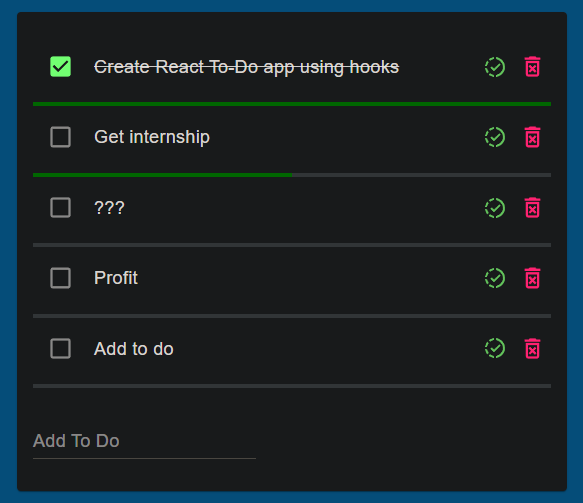 Create React To-Do app using hooks
Get internship
???
Profit
Add to do
Add To Do